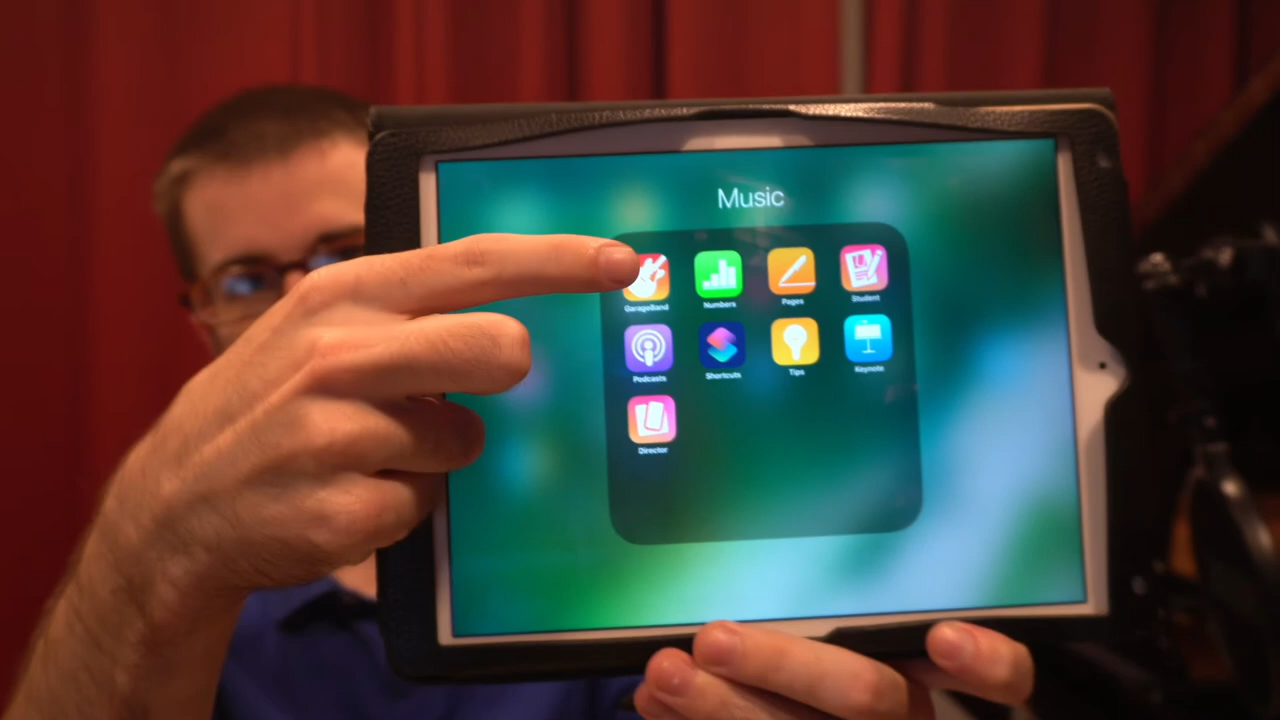 Music
GarageBand Numbers Pages Student
Podcasts Shortcuts Tips Keynote
Director